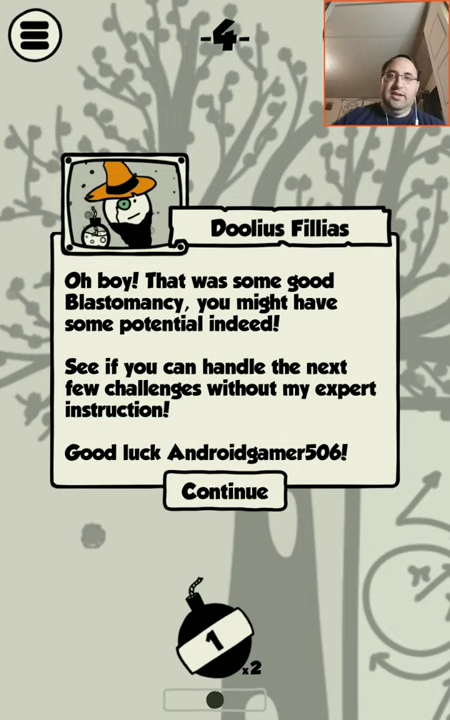 -4-
Doolius Fillias
Oh boy! That was some good
Blastomancy, you might have
some potential indeed!
See if you can handle the next
few challenges without my expert
instruction!
Good luck Androidgamer506!
Continue
1
x2